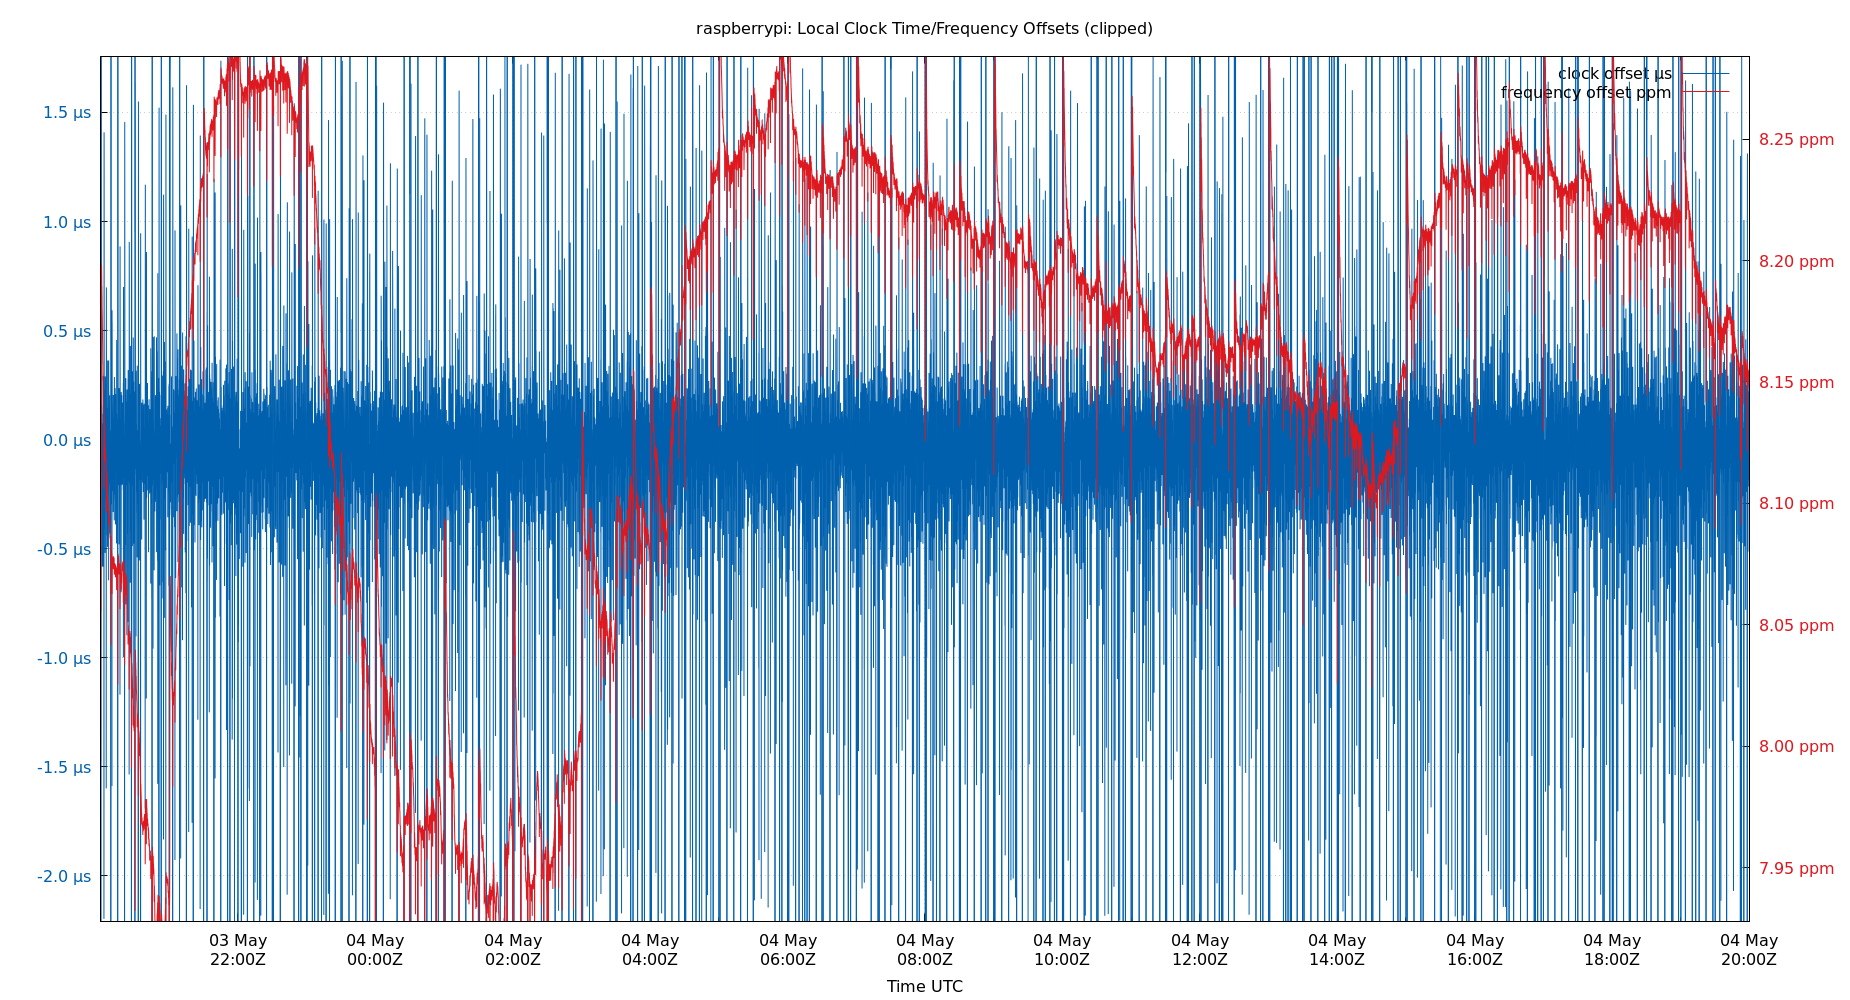 raspberrypi: Local Clock Time/Frequency Offsets (clipped)
clock offset µs
frequency offset ppm
1.5 µs
1.0 µs
0.5 µs
0.0 µs
-0.5 µs
-1.0 µs
-1.5 µs
-2.0 µs
8.25 ppm
8.20 ppm
8.15 ppm
8.10 ppm
8.05 ppm
8.00 ppm
7.95 ppm
03 May 04 May 04 May 04 May 04 May 04 May 04 May 04 May 04 May 04 May 04 May 04 May
22:00Z 00:00Z 02:00Z 04:00Z 06:00Z 08:00Z 10:00Z 12:00Z 14:00Z 16:00Z 18:00Z 20:00Z
Time UTC